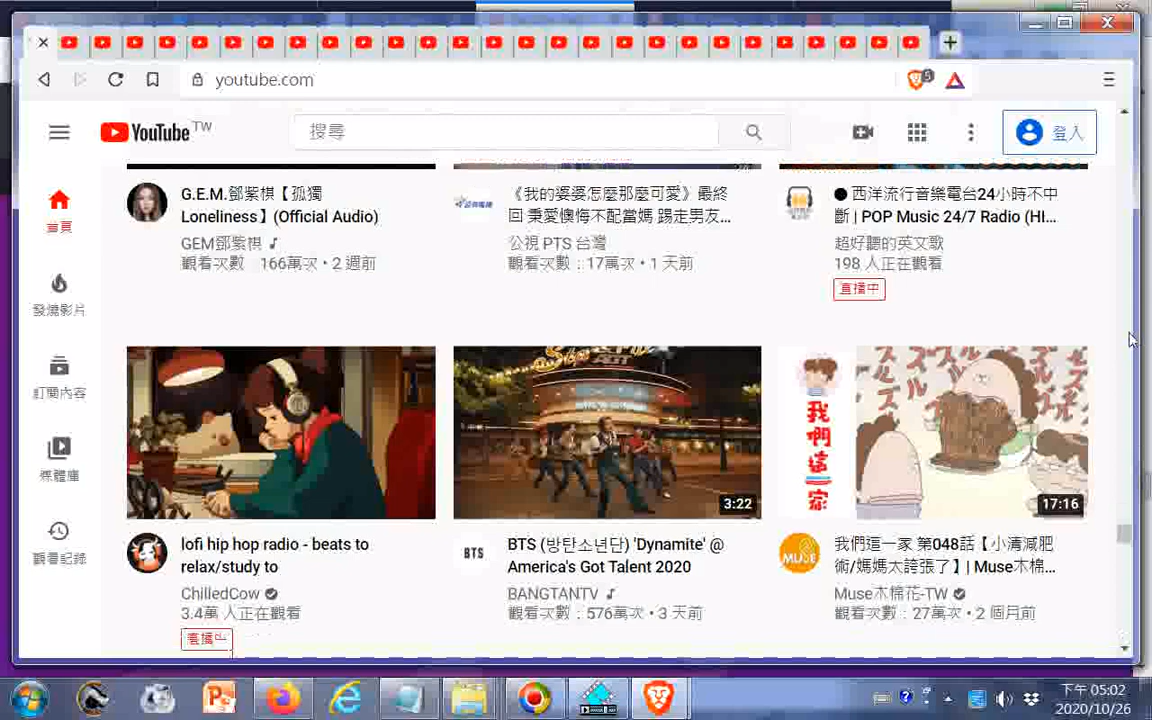 youtube.com
5
YouTube TW
搜尋
登入
首頁
發燒影片
訂閱內容
媒體庫
觀看記錄
G.E.M.鄧紫棋【孤獨
Loneliness】(Official Audio)
GEM鄧紫棋
觀看次數:166萬次 • 2 週前
《我的婆婆怎麼那麼可愛》最終
回 秉愛懊悔不配當媽 踢走男友...
公視 PTS 台灣
觀看次數:17萬次 • 1 天前
● 西洋流行音樂電台24小時不中
斷 | POP Music 24/7 Radio (HI...
超好聽的英文歌
198 人正在觀看
直播中
lofi hip hop radio - beats to
relax/study to
ChilledCow
3.4萬 人正在觀看
直播中
3:22
BTS
BTS (방탄소년단) 'Dynamite' @
America's Got Talent 2020
BANGTANTV
觀看次數:576萬次 • 3 天前
我們這一家
17:16
MUSE
我們這一家 第048話【小清減肥
術/媽媽太誇張了】| Muse木棉...
Muse木棉花-TW
觀看次數:27萬次 • 2 個月前
下午 05:02
2020/10/26